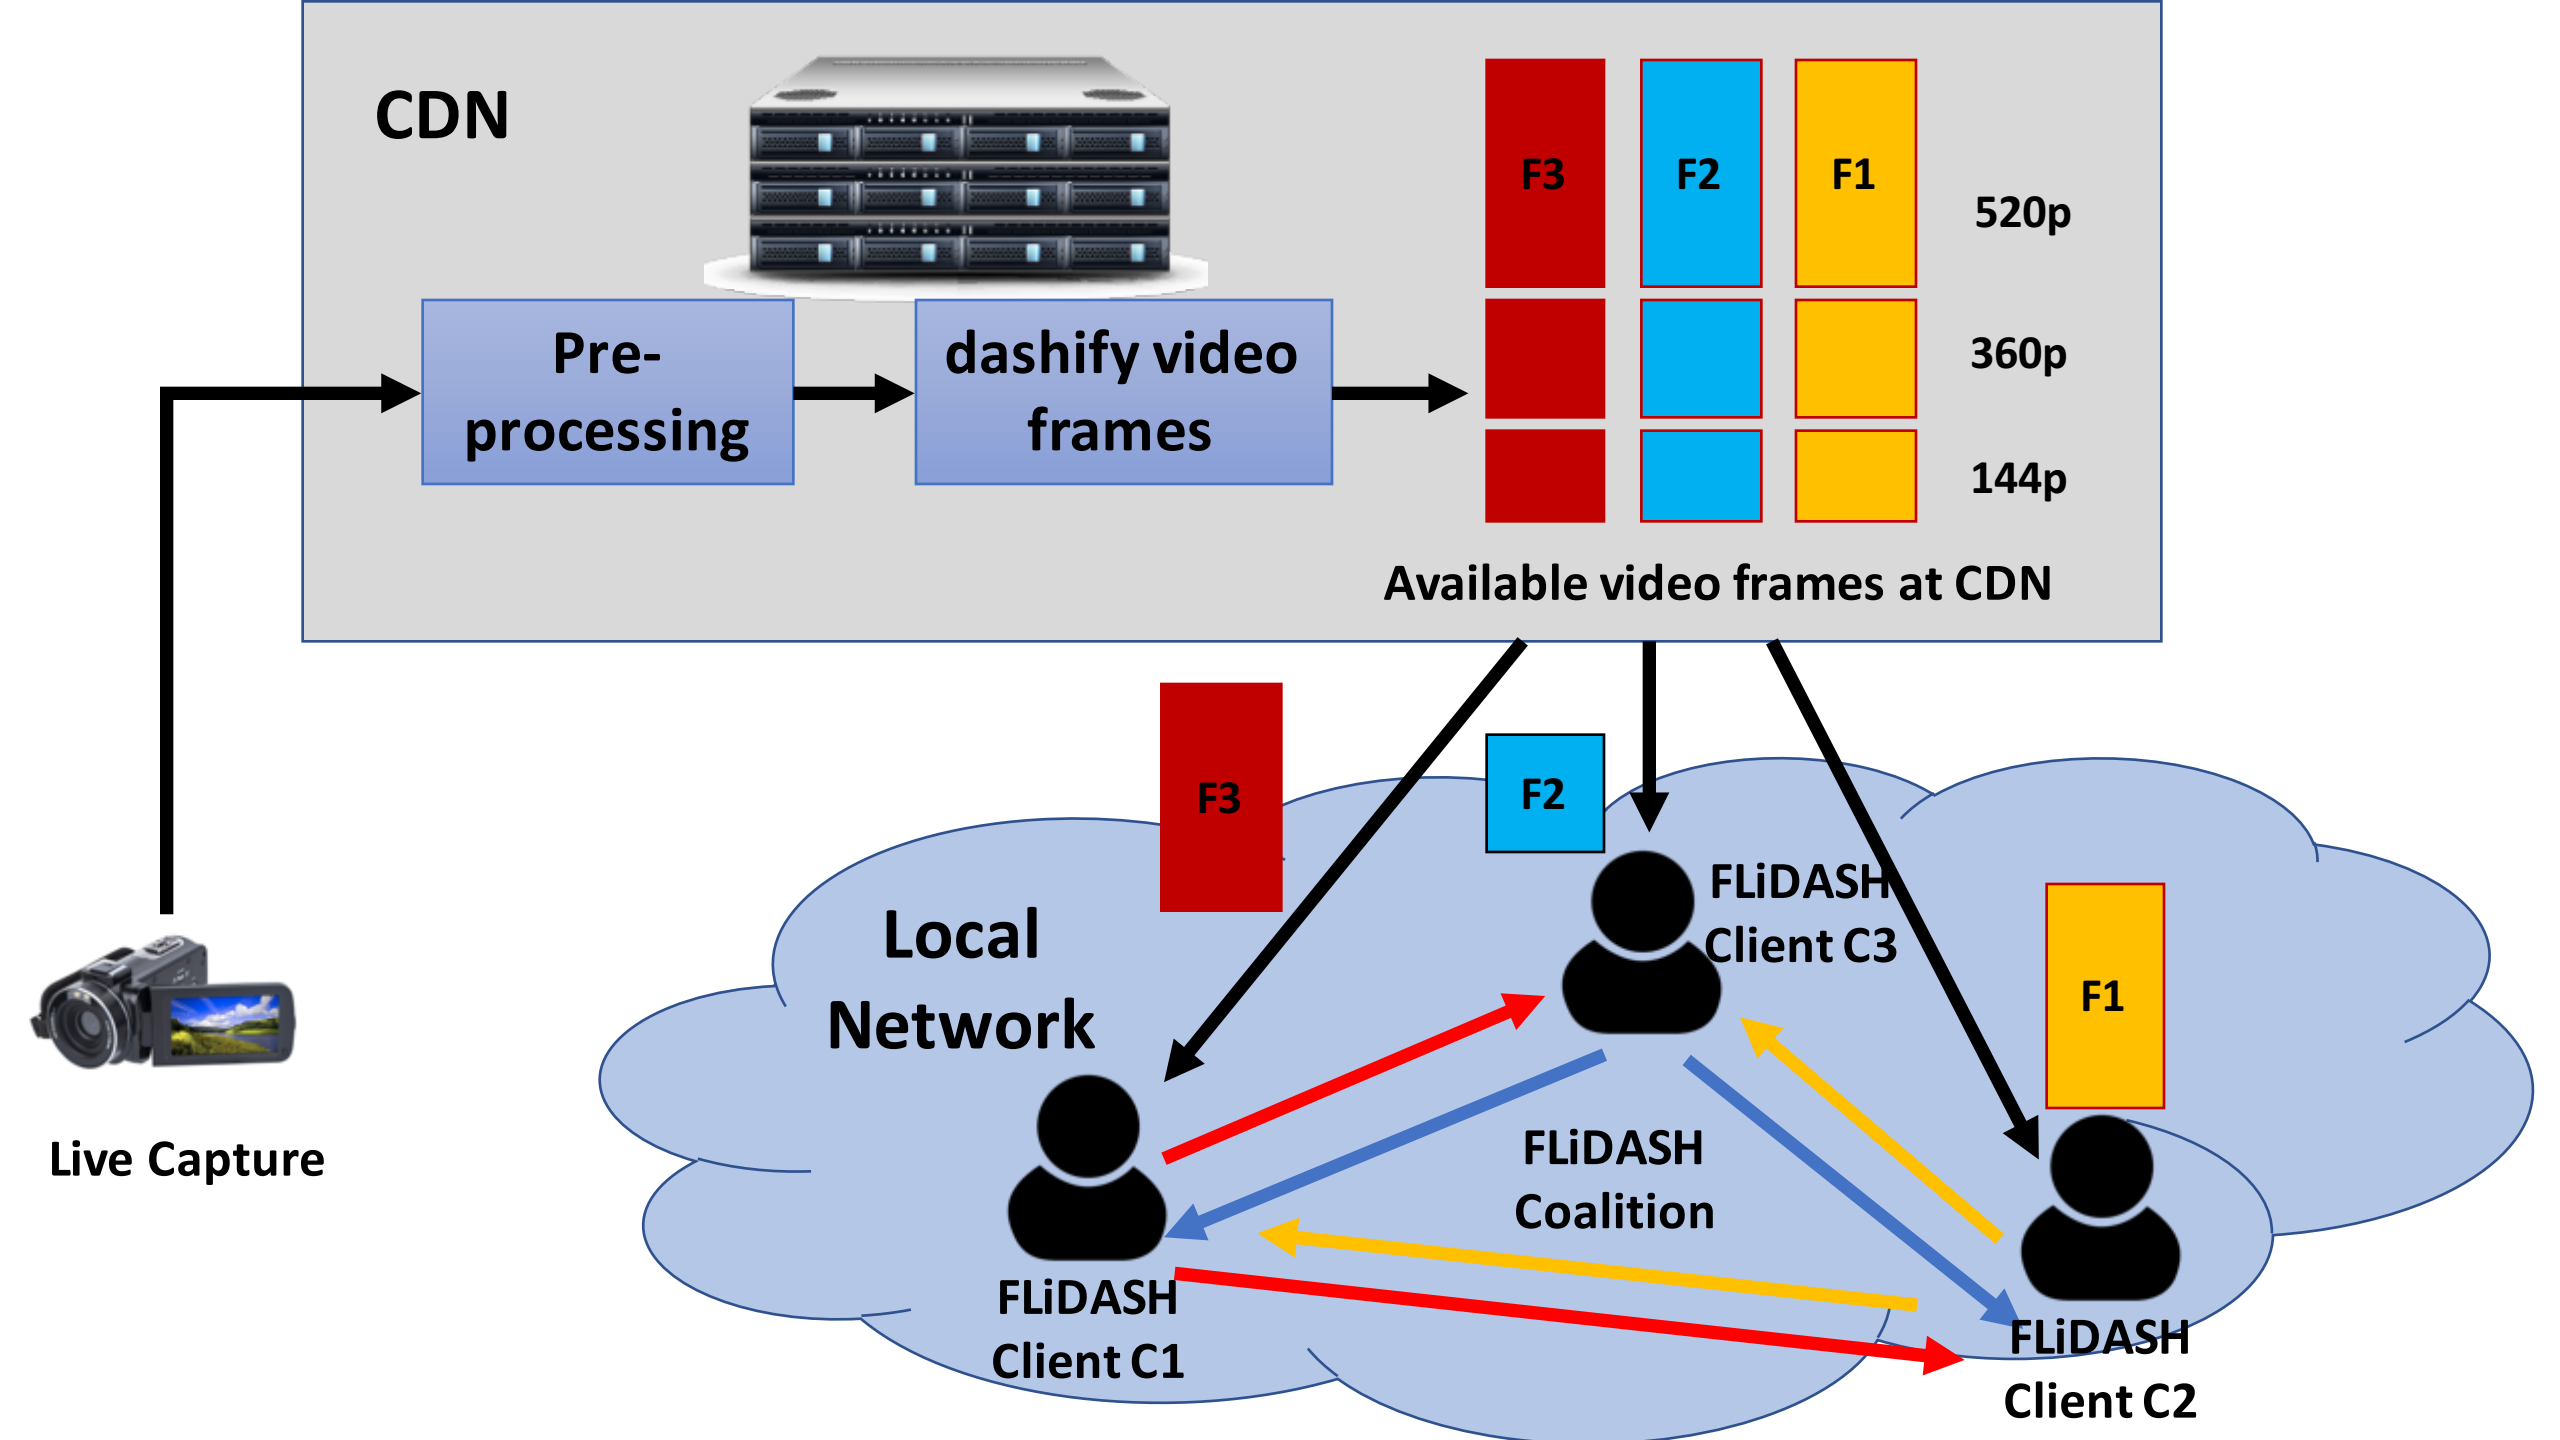 CDN
F3
F2
F1
520p
Pre-
processing
dashify video
frames
360p
144p
Available video frames at CDN
F3
F2
FLiDASH
Client C3
Local
Network
F1
FLiDASH
Coalition
Live Capture
FLiDASH
Client C1
FLiDASH
Client C2